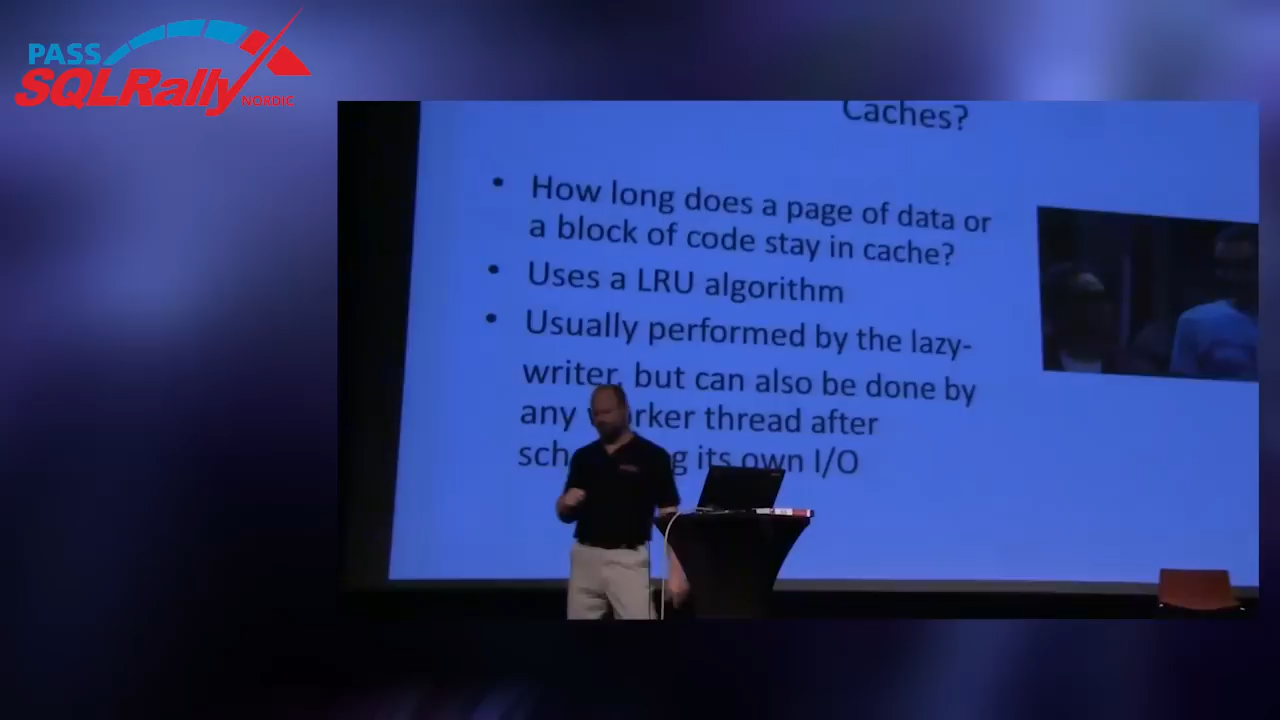 PASS
SQLRally
NORDIC
Caches?
• How long does a page of data or
a block of code stay in cache?
• Uses a LRU algorithm
• Usually performed by the lazy-
writer, but can also be done by
any worker thread after
its own I/O